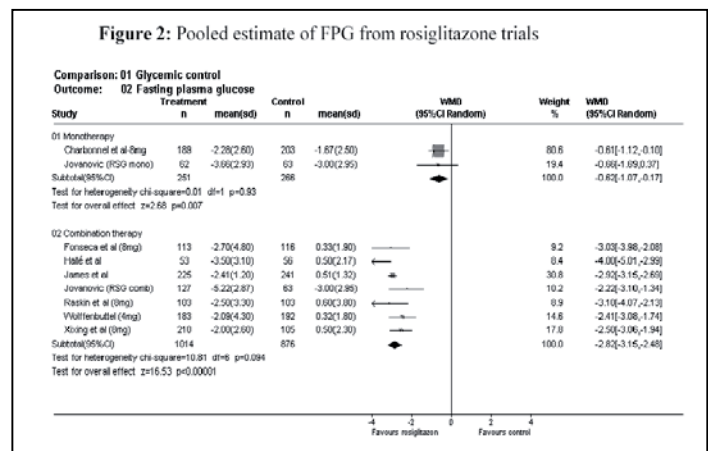 Figure 2: Pooled estimate of FPG from rosiglitazone trials
Comparison: 01 Glycemic control
Outcome: 02 Fasting plasma glucose
Treatment Control WMD Weight WMD
Study n mean(sd) n mean(sd) (95%CI Random) % (95%CI Random)
01 Monotherapy
Charbonnel et al-8mg 188 -2.28(2.60) 203 -1.67(2.50) 80.6 -0.61[-1.12,-0.10]
Jovanovic (RSG mono) 62 -3.66(2.93) 63 -3.00(2.95) 19.4 -0.66[-1.69,0.37]
Subtotal(95%CI) 251 266 100.0 -0.62[-1.07,-0.17]
Test for heterogeneity chi-square=0.01 df=1 p=0.93
Test for overall effect z=2.68 p=0.007
02 Combination therapy
Fonseca et al (8mg) 113 -2.70(4.80) 116 0.33(1.90) 9.2 -3.03[-3.98,-2.08]
et al 53 -3.50(3.10) 56 0.50(2.17) 8.4 -4.00[-5.01,-2.99]
James et al 225 -2.41(1.20) 241 0.51(1.32) 30.8 -2.92[-3.15,-2.69]
Jovanovic (RSG comb) 127 -5.22(2.87) 63 -3.00(2.95) 10.2 -2.22[-3.10,-1.34]
Raskin et al (8mg) 103 -2.50(3.30) 103 0.60(3.80) 8.9 -3.10[-4.07,-2.13]
Wolffenbuttel (4mg) 183 -2.09(4.30) 192 0.32(1.80) 14.6 -2.41[-3.08,-1.74]
Xixing et al (8mg) 210 -2.00(2.60) 105 0.50(2.30) 17.8 -2.50[-3.06,-1.94]
Subtotal(95%CI) 1014 876 100.0 -2.82[-3.15,-2.48]
Test for heterogeneity chi-square=10.81 df=6 p=0.094
Test for overall effect z=16.53 p<0.00001
-4 -2 0 2 4
Favours rosiglitazon Favours control